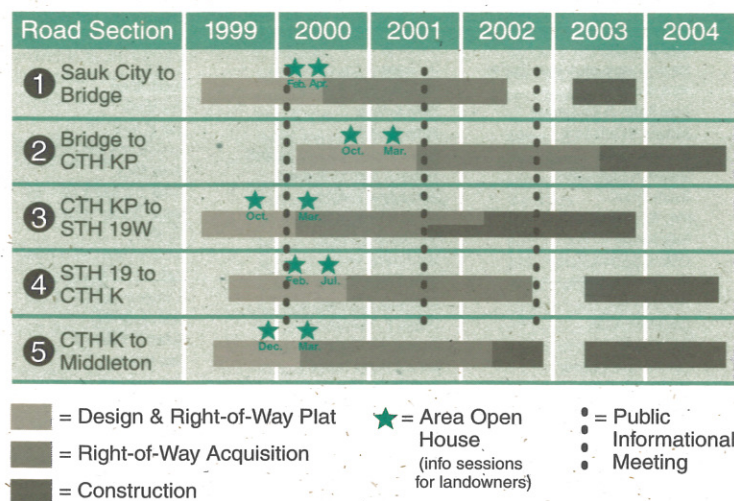 Road Section 1999 2000 2001 2002 2003 2004
1 Sauk City to
Bridge
Feb. Apr.
2 Bridge to
CTH KP
Oct. Mar.
3 CTH KP to
STH 19W
Oct. Mar.
4 STH 19 to
CTH K
Feb. Jul.
5 CTH K to
Middleton
Dec. Mar.
= Design & Right-of-Way Plat
= Right-of-Way Acquisition
= Construction
= Area Open
House
(info sessions
for landowners)
= Public
Informational
Meeting